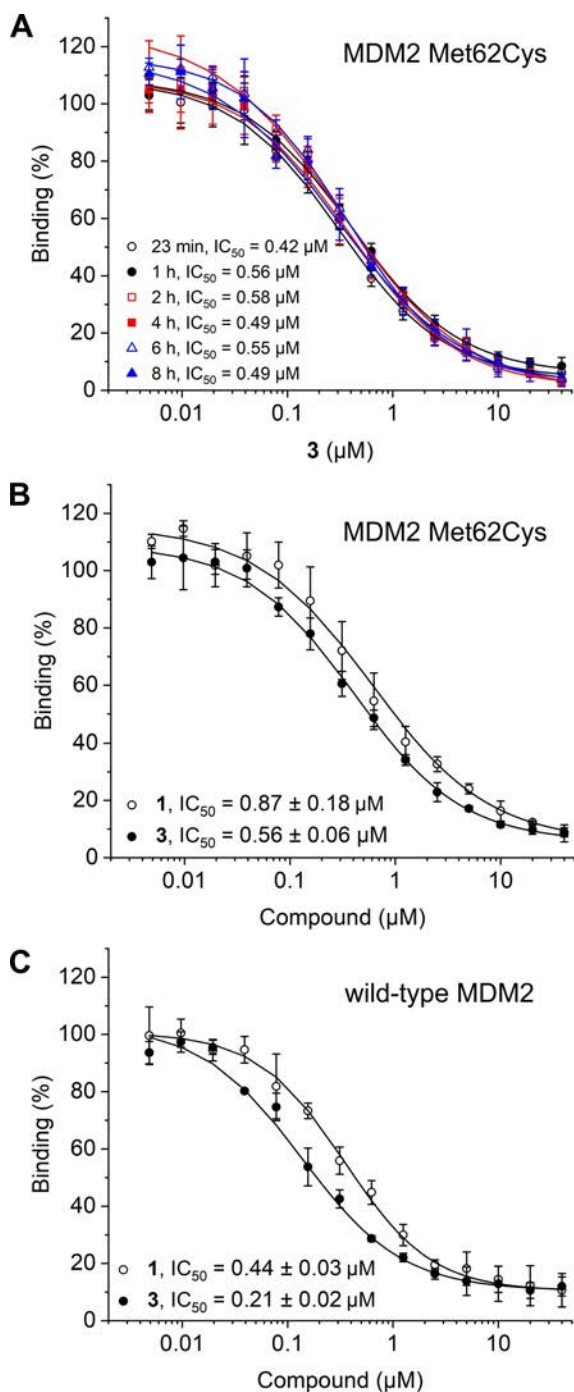 A
MDM2 Met62Cys
120
100
80
60
40
20
0
Binding (%)
23 min, IC50 = 0.42 µM
1 h, IC50 = 0.56 µM
2 h, IC50 = 0.58 µM
4 h, IC50 = 0.49 µM
6 h, IC50 = 0.55 µM
8 h, IC50 = 0.49 µM
0.01 0.1 1 10
3 (µM)
B
MDM2 Met62Cys
120
100
80
60
40
20
0
Binding (%)
1, IC50 = 0.87 ± 0.18 µM
3, IC50 = 0.56 ± 0.06 µM
0.01 0.1 1 10
Compound (µM)
C
wild-type MDM2
120
100
80
60
40
20
0
Binding (%)
1, IC50 = 0.44 ± 0.03 µM
3, IC50 = 0.21 ± 0.02 µM
0.01 0.1 1 10
Compound (µM)